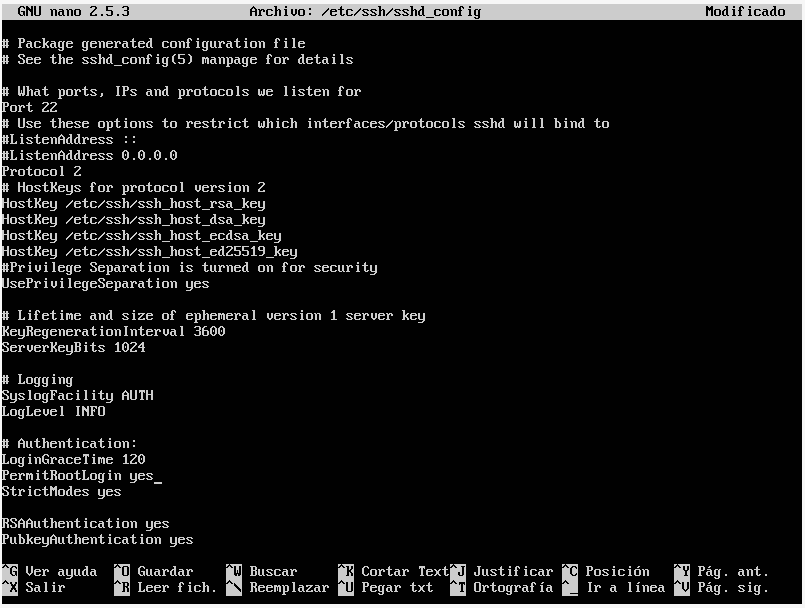 GNU nano 2.5.3 Archivo: /etc/ssh/sshd_config Modificado
# Package generated configuration file
# See the sshd_config(5) manpage for details
# What ports, IPs and protocols we listen for
Port 22
# Use these options to restrict which interfaces/protocols sshd will bind to
#ListenAddress ::
#ListenAddress 0.0.0.0
Protocol 2
# HostKeys for protocol version 2
HostKey /etc/ssh/ssh_host_rsa_key
HostKey /etc/ssh/ssh_host_dsa_key
HostKey /etc/ssh/ssh_host_ecdsa_key
HostKey /etc/ssh/ssh_host_ed25519_key
#Privilege Separation is turned on for security
UsePrivilegeSeparation yes
# Lifetime and size of ephemeral version 1 server key
KeyRegenerationInterval 3600
ServerKeyBits 1024
# Logging
SyslogFacility AUTH
LogLevel INFO
# Authentication:
LoginGraceTime 120
PermitRootLogin yes_
StrictModes yes
RSAAuthentication yes
PubkeyAuthentication yes
^G Ver ayuda ^O Guardar ^W Buscar ^K Cortar Text ^J Justificar ^C Posición ^Y Pág. ant.
^X Salir ^R Leer fich. ^\ Reemplazar ^U Pegar txt ^T Ortografía ^_ Ir a línea ^V Pág. sig.